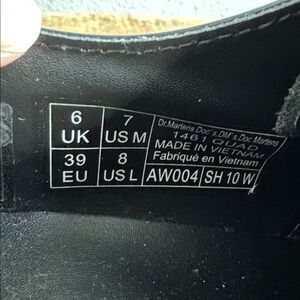 6 UK
7 US M
39 EU
8 US L
Dr.Martens,Doc's,DM's,Doc Martens
1461 QUAD
MADE IN VIETNAM
Fabriqué en Vietnam
AW004
SH 10 W